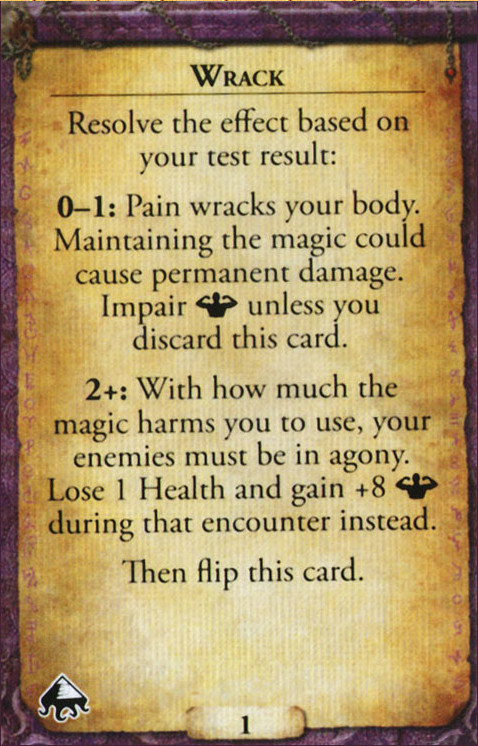 WRACK
Resolve the effect based on
your test result:
0–1: Pain wracks your body.
Maintaining the magic could
cause permanent damage.
Impair unless you
discard this card.
2+: With how much the
magic harms you to use, your
enemies must be in agony.
Lose 1 Health and gain +8
during that encounter instead.
Then flip this card.
1